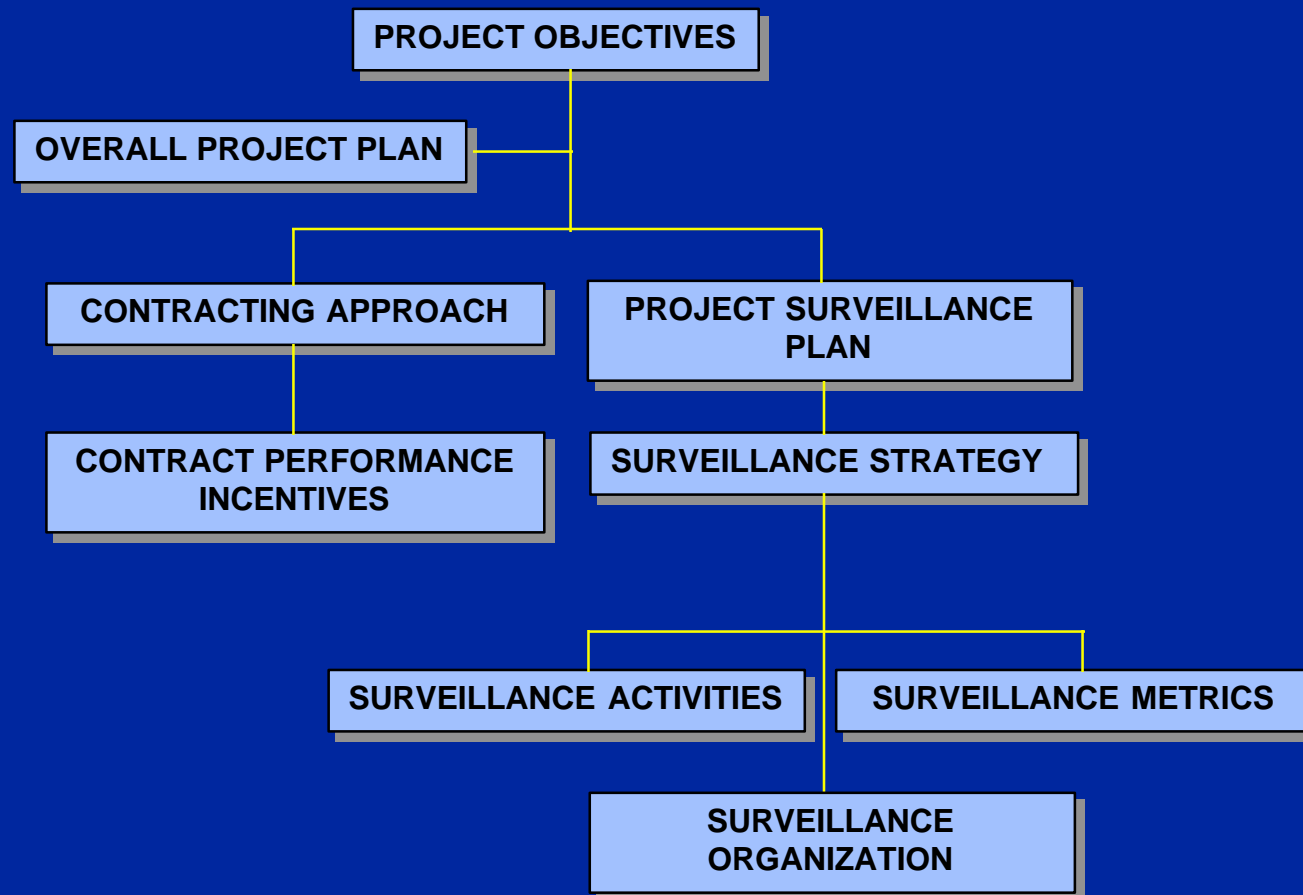 PROJECT OBJECTIVES
OVERALL PROJECT PLAN
CONTRACTING APPROACH
PROJECT SURVEILLANCE
PLAN
CONTRACT PERFORMANCE
INCENTIVES
SURVEILLANCE STRATEGY
SURVEILLANCE ACTIVITIES
SURVEILLANCE METRICS
SURVEILLANCE
ORGANIZATION